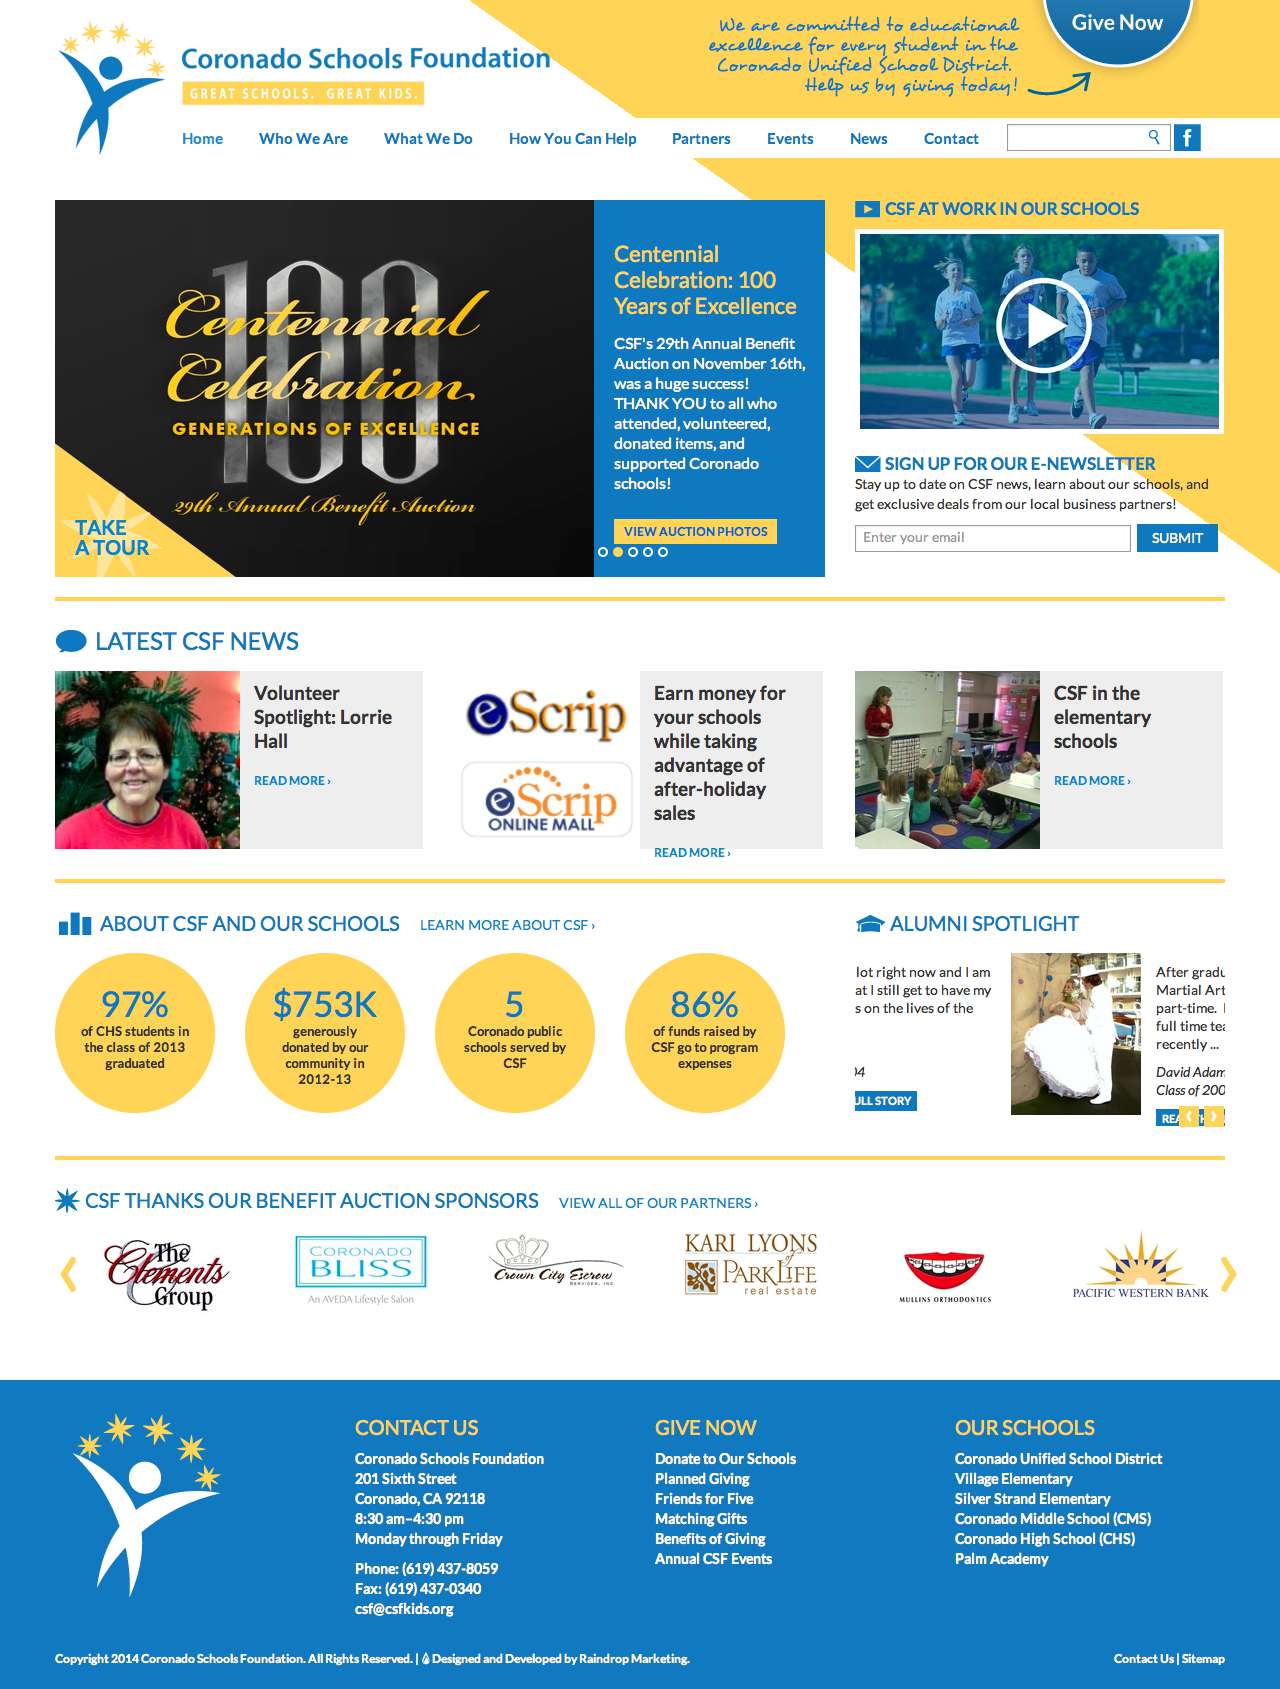 Coronado Schools Foundation
GREAT SCHOOLS. GREAT KIDS.
We are committed to educational
excellence for every student in the
Coronado Unified School District.
Help us by giving today!
Give Now
Home Who We Are What We Do How You Can Help Partners Events News Contact
f
100
Centennial
Celebration
GENERATIONS OF EXCELLENCE
29th Annual Benefit Auction
TAKE
A TOUR
Centennial
Celebration: 100
Years of Excellence
CSF's 29th Annual Benefit
Auction on November 16th,
was a huge success!
THANK YOU to all who
attended, volunteered,
donated items, and
supported Coronado
schools!
VIEW AUCTION PHOTOS
CSF AT WORK IN OUR SCHOOLS
SIGN UP FOR OUR E-NEWSLETTER
Stay up to date on CSF news, learn about our schools, and
get exclusive deals from our local business partners!
Enter your email
SUBMIT
LATEST CSF NEWS
Volunteer
Spotlight: Lorrie
Hall
READ MORE ›
eScrip
eScrip
ONLINE MALL
Earn money for
your schools
while taking
advantage of
after-holiday
sales
READ MORE ›
CSF in the
elementary
schools
READ MORE ›
ABOUT CSF AND OUR SCHOOLS LEARN MORE ABOUT CSF ›
97%
of CHS students in
the class of 2013
graduated
$753K
generously
donated by our
community in
2012-13
5
Coronado public
schools served by
CSF
86%
of funds raised by
CSF go to program
expenses
ALUMNI SPOTLIGHT
lot right now and I am
at I still get to have my
s on the lives of the
04
ULL STORY
After gradu
Martial Art
part-time.
full time tea
recently ...
David Adam
Class of 200
REA
CSF THANKS OUR BENEFIT AUCTION SPONSORS VIEW ALL OF OUR PARTNERS ›
The
Clements
Group
CORONADO
BLISS
An AVEDA Lifestyle Salon
Crown City Escrow
SERVICES, INC
KARI LYONS
of
PARKLIFE
real estate
MULLINS ORTHODONTICS
PACIFIC WESTERN BANK
CONTACT US
Coronado Schools Foundation
201 Sixth Street
Coronado, CA 92118
8:30 am–4:30 pm
Monday through Friday
Phone: (619) 437-8059
Fax: (619) 437-0340
csf@csfkids.org
GIVE NOW
Donate to Our Schools
Planned Giving
Friends for Five
Matching Gifts
Benefits of Giving
Annual CSF Events
OUR SCHOOLS
Coronado Unified School District
Village Elementary
Silver Strand Elementary
Coronado Middle School (CMS)
Coronado High School (CHS)
Palm Academy
Copyright 2014 Coronado Schools Foundation. All Rights Reserved. | Designed and Developed by Raindrop Marketing.
Contact Us | Sitemap